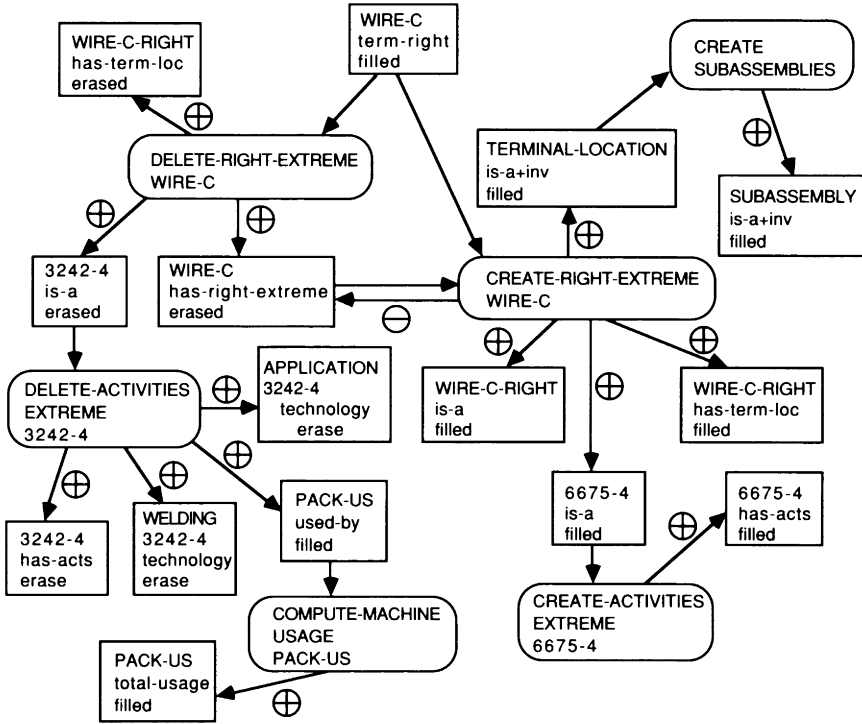 WIRE-C-RIGHT
has-term-loc
erased
WIRE-C
term-right
filled
CREATE
SUBASSEMBLIES
DELETE-RIGHT-EXTREME
WIRE-C
TERMINAL-LOCATION
is-a+inv
filled
SUBASSEMBLY
is-a+inv
filled
3242-4
is-a
erased
WIRE-C
has-right-extreme
erased
CREATE-RIGHT-EXTREME
WIRE-C
DELETE-ACTIVITIES
EXTREME
3242-4
APPLICATION
3242-4
technology
erase
WIRE-C-RIGHT
is-a
filled
WIRE-C-RIGHT
has-term-loc
filled
3242-4
has-acts
erase
WELDING
3242-4
technology
erase
PACK-US
used-by
filled
6675-4
is-a
filled
6675-4
has-acts
filled
COMPUTE-MACHINE
USAGE
PACK-US
CREATE-ACTIVITIES
EXTREME
6675-4
PACK-US
total-usage
filled